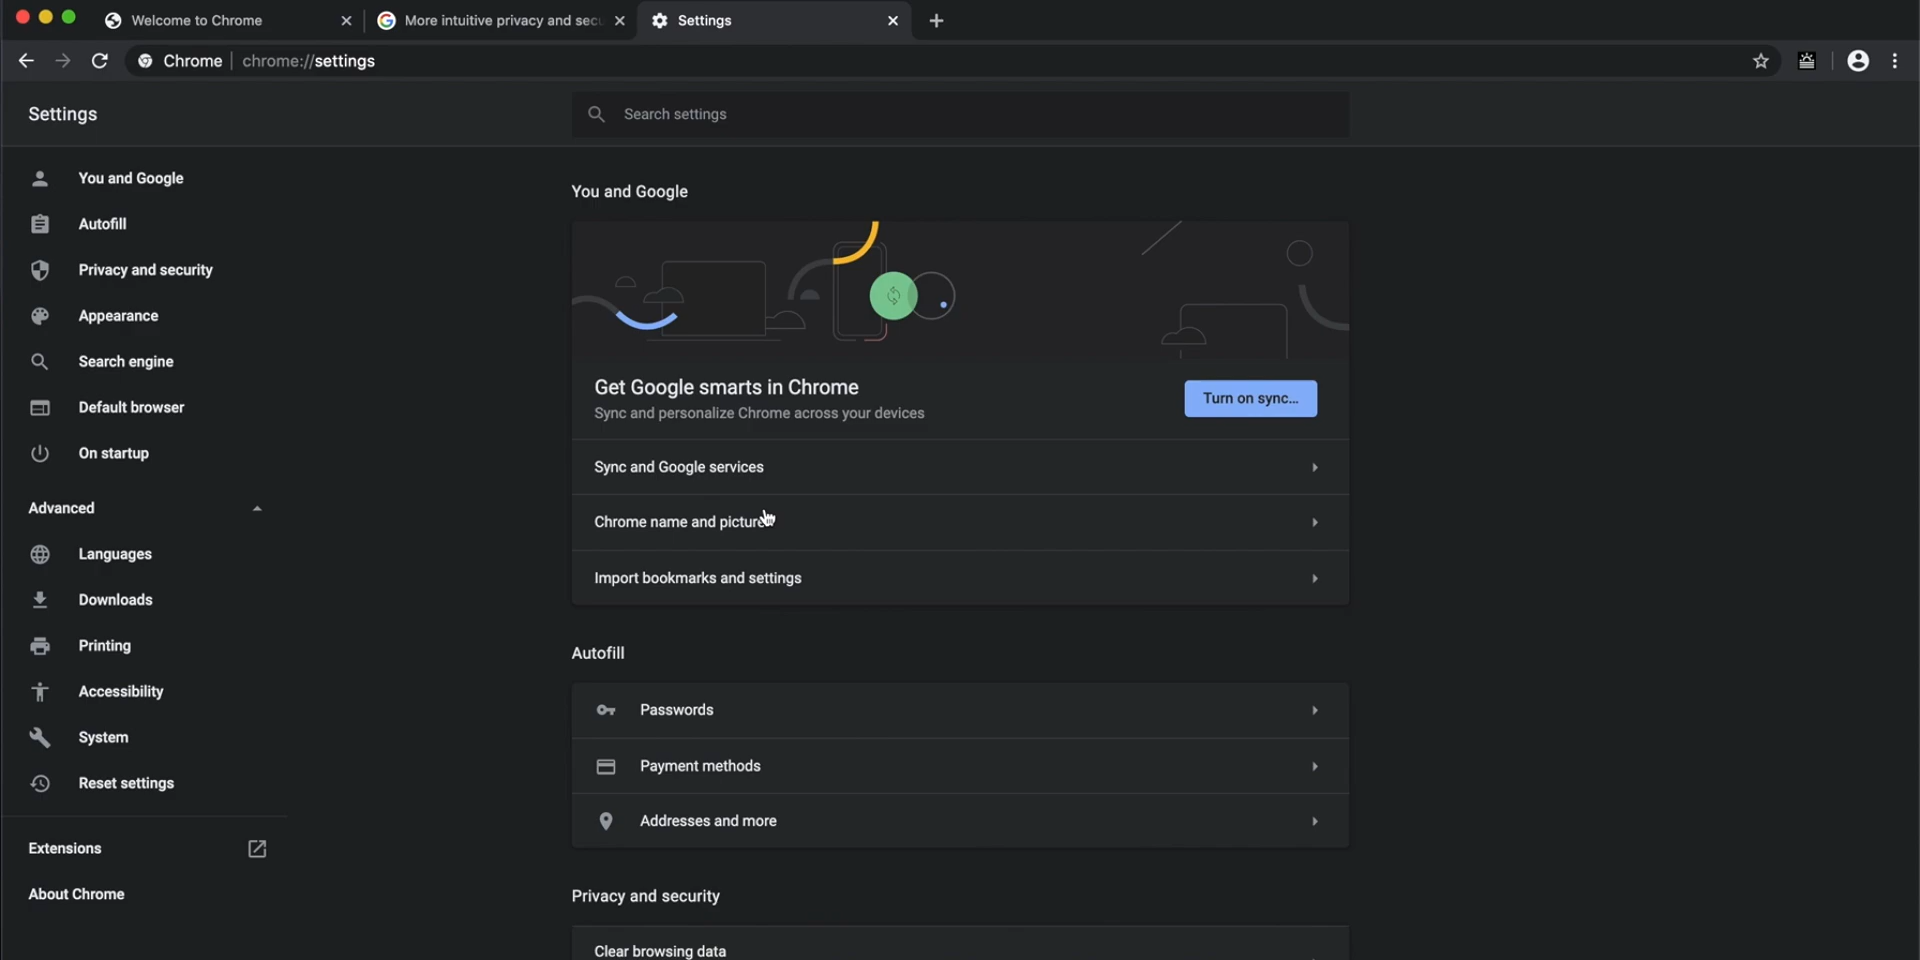 Welcome to Chrome
More intuitive privacy and secu
Settings
Chrome
chrome://settings
Settings
Search settings
You and Google
Autofill
Privacy and security
Appearance
Search engine
Default browser
On startup
Advanced
Languages
Downloads
Printing
Accessibility
System
Reset settings
Extensions
About Chrome
You and Google
Get Google smarts in Chrome
Sync and personalize Chrome across your devices
Turn on sync...
Sync and Google services
Chrome name and picture
Import bookmarks and settings
Autofill
Passwords
Payment methods
Addresses and more
Privacy and security
Clear browsing data